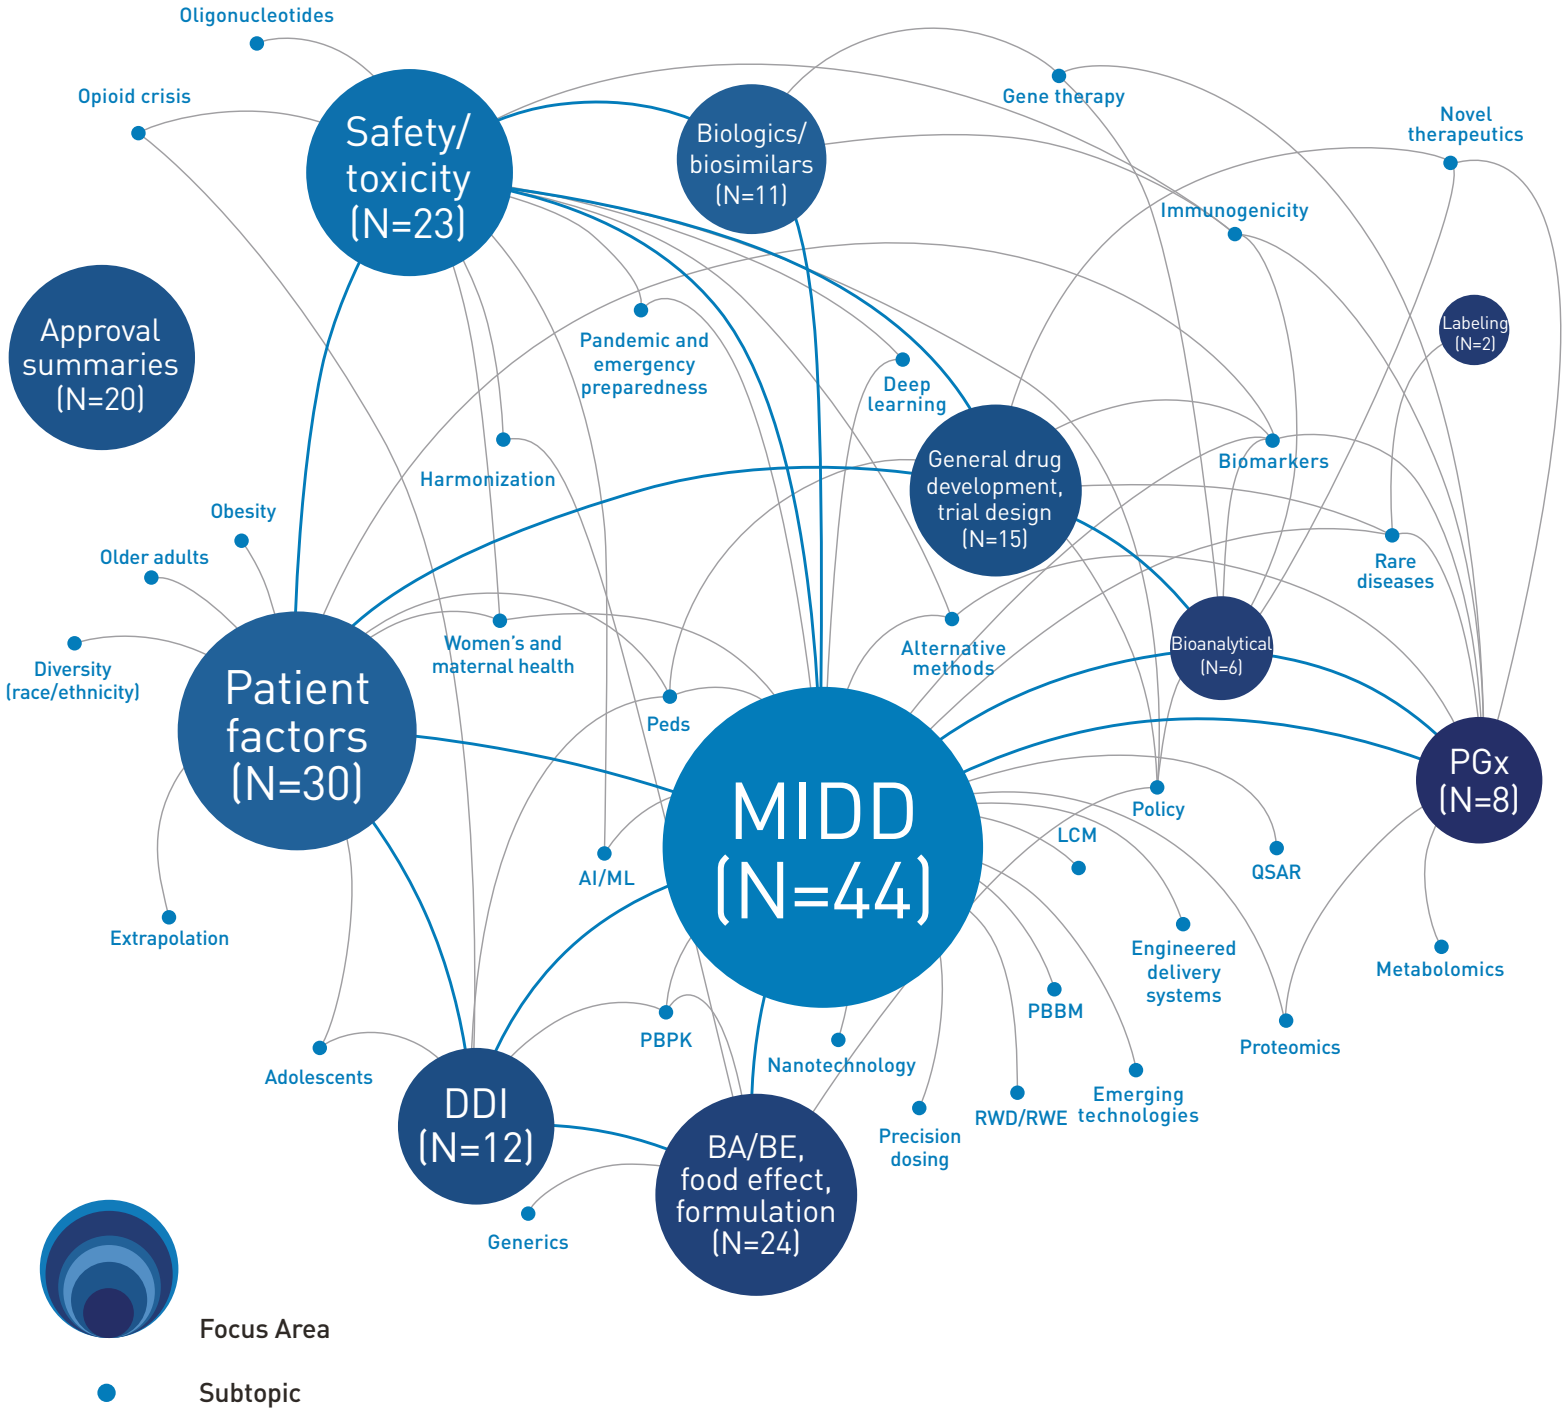 Oligonucleotides
Opioid crisis
Safety/
toxicity
(N=23)
Biologics/
biosimilars
(N=11)
Gene therapy
Novel
therapeutics
Immunogenicity
Approval
summaries
(N=20)
Pandemic and
emergency
preparedness
Deep
learning
Labeling
(N=2)
Harmonization
General drug
development,
trial design
(N=15)
Biomarkers
Obesity
Older adults
Rare
diseases
Diversity
(race/ethnicity)
Women's and
maternal health
Alternative
methods
Bioanalytical
(N=6)
Patient
factors
(N=30)
Peds
MIDD
(N=44)
Policy
LCM
PGx
(N=8)
AI/ML
QSAR
Extrapolation
Engineered
delivery
systems
Metabolomics
PBPK
PBBM
Proteomics
Adolescents
Nanotechnology
DDI
(N=12)
RWD/RWE
Emerging
technologies
Precision
dosing
BA/BE,
food effect,
formulation
(N=24)
Generics
Focus Area
Subtopic